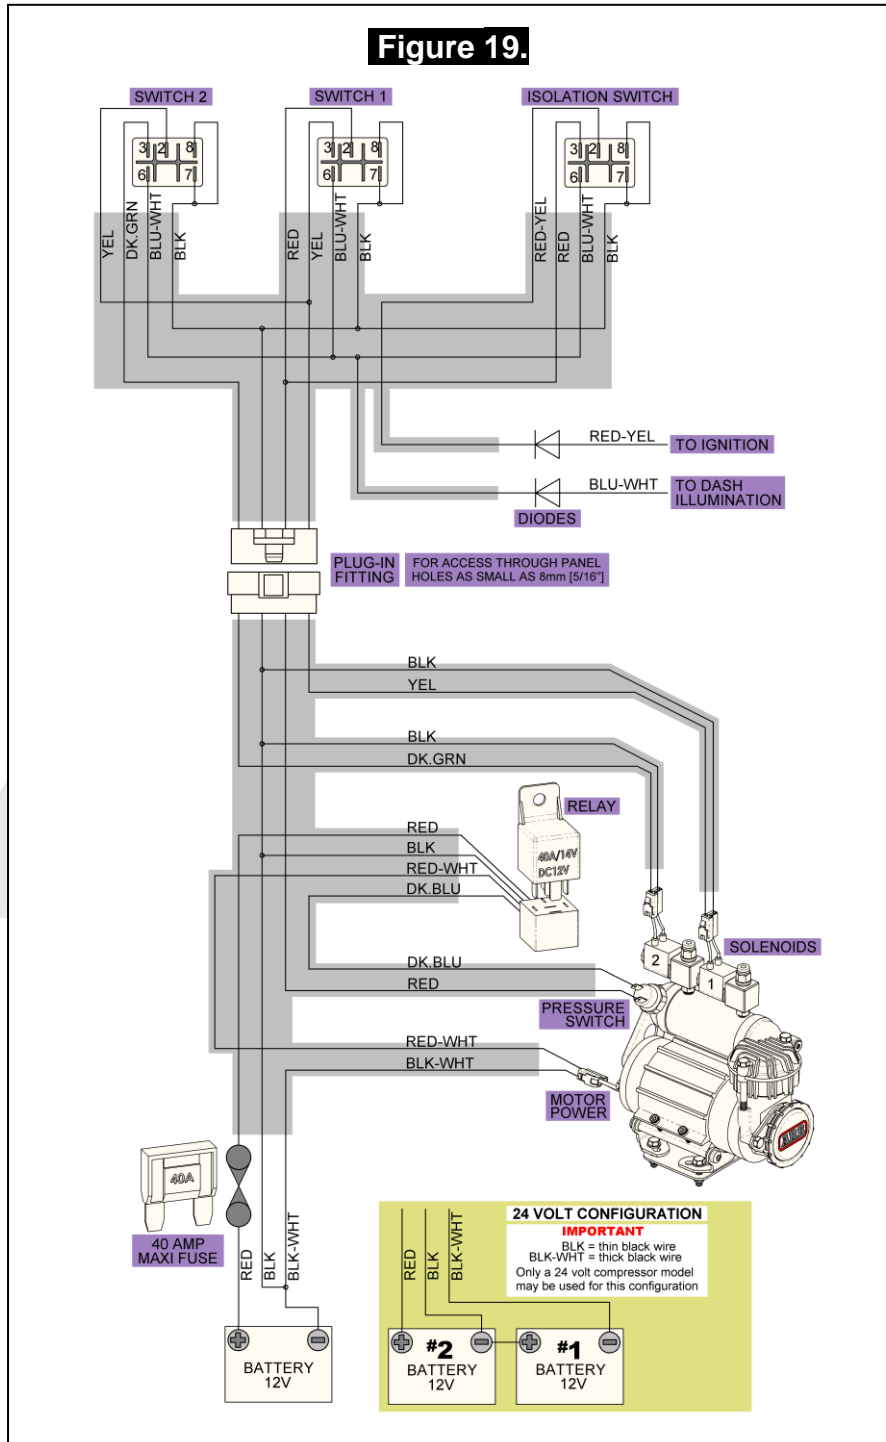 Figure 19.
SWITCH 2
SWITCH 1
ISOLATION SWITCH
3 2 8
6 7
3 2 8
6 7
3 2 8
6 7
YEL
DK.GRN
BLU-WHT
BLK
RED
YEL
BLU-WHT
BLK
RED-YEL
RED
BLU-WHT
BLK
RED-YEL
TO IGNITION
BLU-WHT
TO DASH
ILLUMINATION
DIODES
PLUG-IN
FITTING
FOR ACCESS THROUGH PANEL
HOLES AS SMALL AS 8mm [5/16"]
BLK
YEL
BLK
DK.GRN
RELAY
40A/14V
DC12V
RED
BLK
RED-WHT
DK.BLU
SOLENOIDS
2
1
DK.BLU
RED
PRESSURE
SWITCH
RED-WHT
BLK-WHT
MOTOR
POWER
ARB
40A
40 AMP
MAXI FUSE
RED
BLK
BLK-WHT
BATTERY
12V
24 VOLT CONFIGURATION
IMPORTANT
BLK = thin black wire
BLK-WHT = thick black wire
Only a 24 volt compressor model
may be used for this configuration
RED
BLK
BLK-WHT
#2
BATTERY
12V
#1
BATTERY
12V